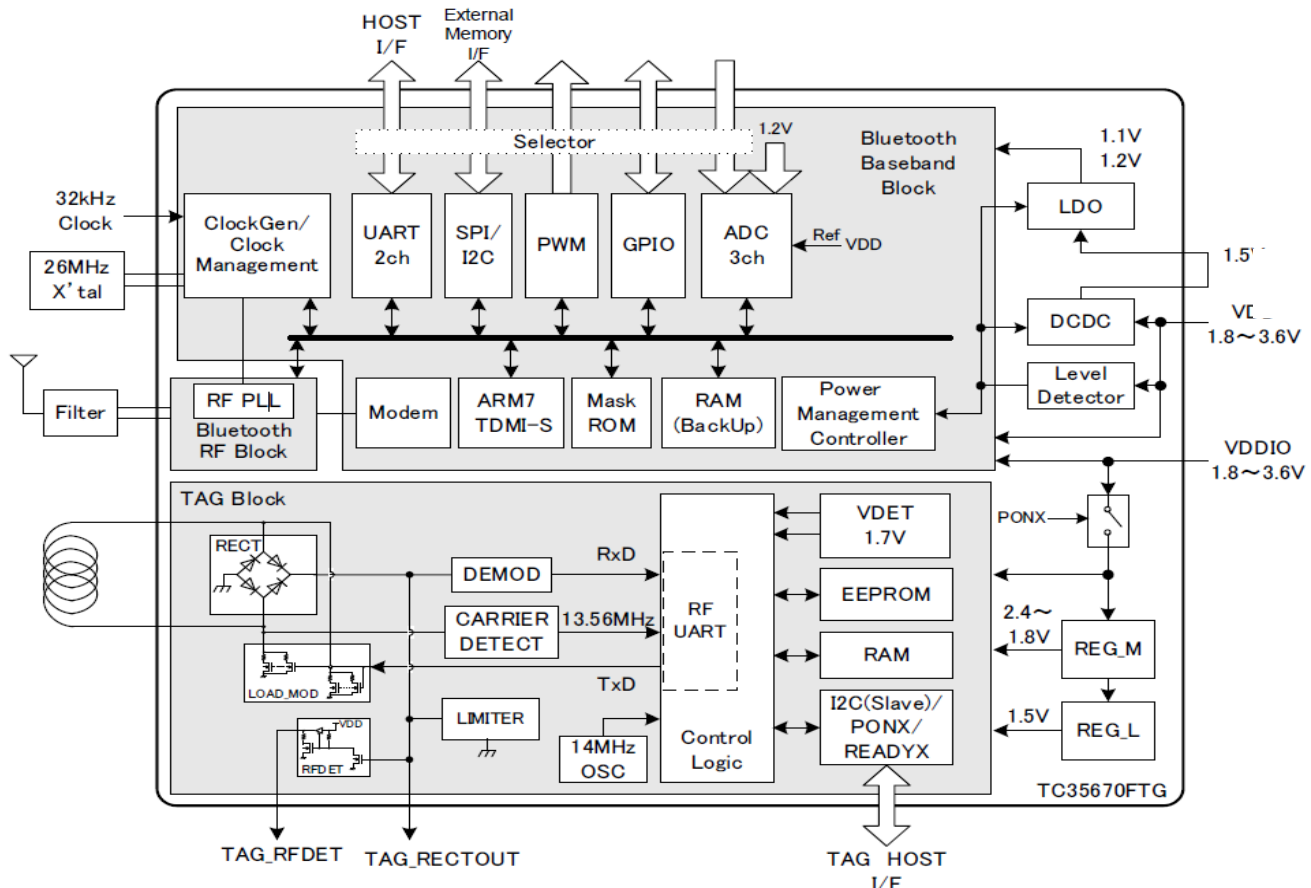 HOST
I/F
External
Memory
I/F
Selector
1.2V
Bluetooth
Baseband
Block
1.1V
1.2V
32kHz
Clock
ClockGen/
Clock
Management
UART
2ch
SPI/
I2C
PWM
GPIO
ADC
3ch
Ref
VDD
LDO
26MHz
X'tal
DCDC
1.8～3.6V
Level
Detector
Filter
RF PLL
Bluetooth
RF Block
Modem
ARM7
TDMI-S
Mask
ROM
RAM
(BackUp)
Power
Management
Controller
VDDIO
1.8～3.6V
TAG Block
PONX
RECT
DEMOD
RxD
VDET
1.7V
CARRIER
DETECT
13.56MHz
RF
UART
EEPROM
2.4～
1.8V
REG_M
LOAD_MOD
TxD
RAM
VDD
RFDET
LIMITER
14MHz
OSC
Control
Logic
I2C(Slave)/
PONX/
READYX
1.5V
REG_L
TC35670FTG
TAG_RFDET
TAG_RECTOUT
TAG HOST
I/F